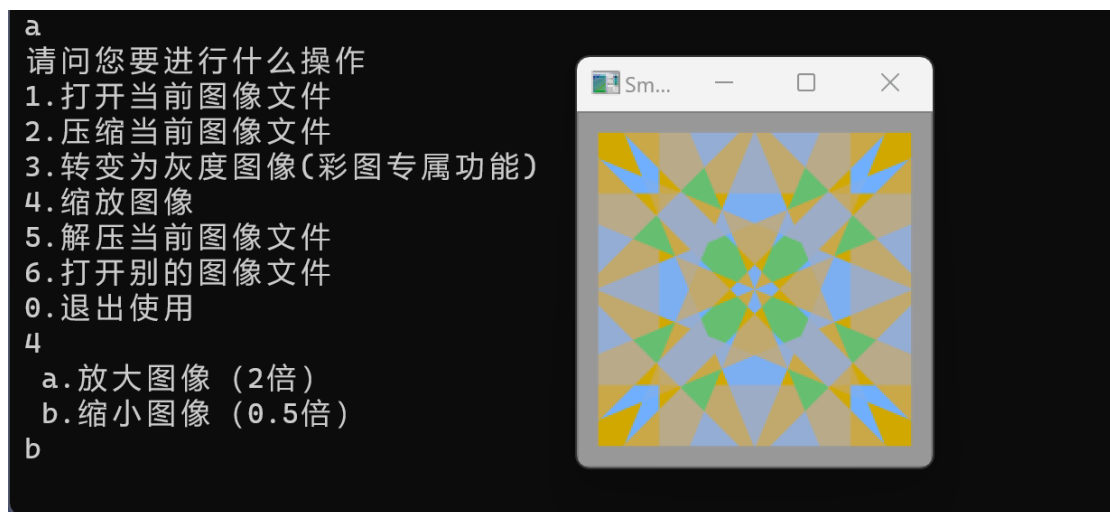 a
请问您要进行什么操作
1.打开当前图像文件
2.压缩当前图像文件
3.转变为灰度图像(彩图专属功能)
4.缩放图像
5.解压当前图像文件
6.打开别的图像文件
0.退出使用
4
a.放大图像 (2倍)
b.缩小图像 (0.5倍)
b
Sm...